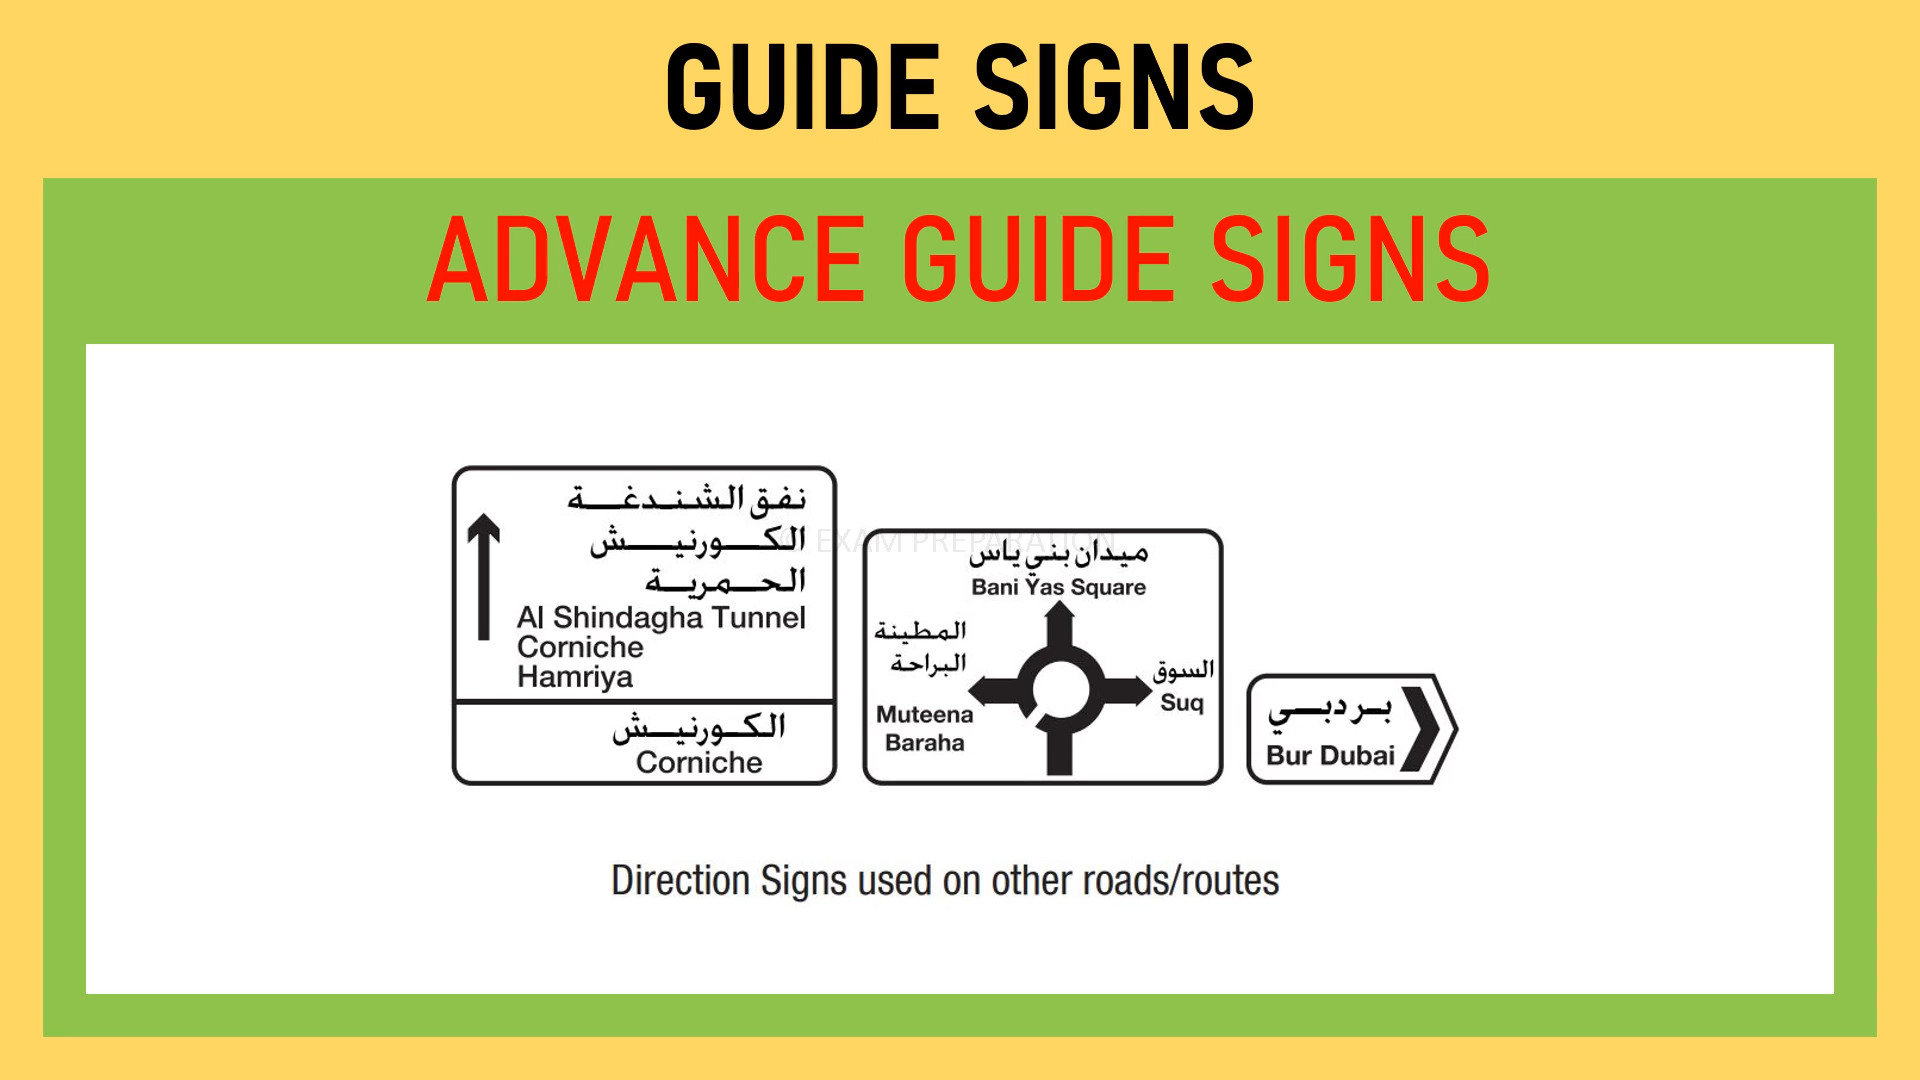 GUIDE SIGNS
ADVANCE GUIDE SIGNS
نفق الشندغة
الكورنيش
الحمرية
Al Shindagha Tunnel
Corniche
Hamriya
الكورنيش
Corniche
© EXAM PREPARATION
ميدان بني ياس
Bani Yas Square
المطينة
البراحة
Muteena
Baraha
السوق
Suq
بر دبي
Bur Dubai
Direction Signs used on other roads/routes